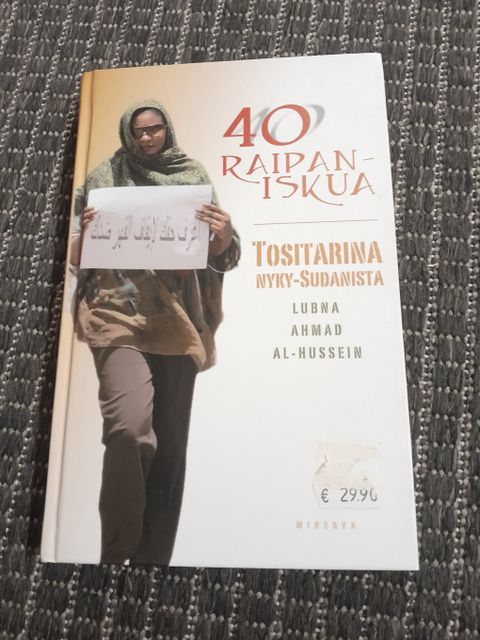 40
RAIPAN-
ISKUA
TOSITARINA
NYKY-SUDANISTA
LUBNA
AHMAD
AL-HUSSEIN
€ 29.90
MINERVA